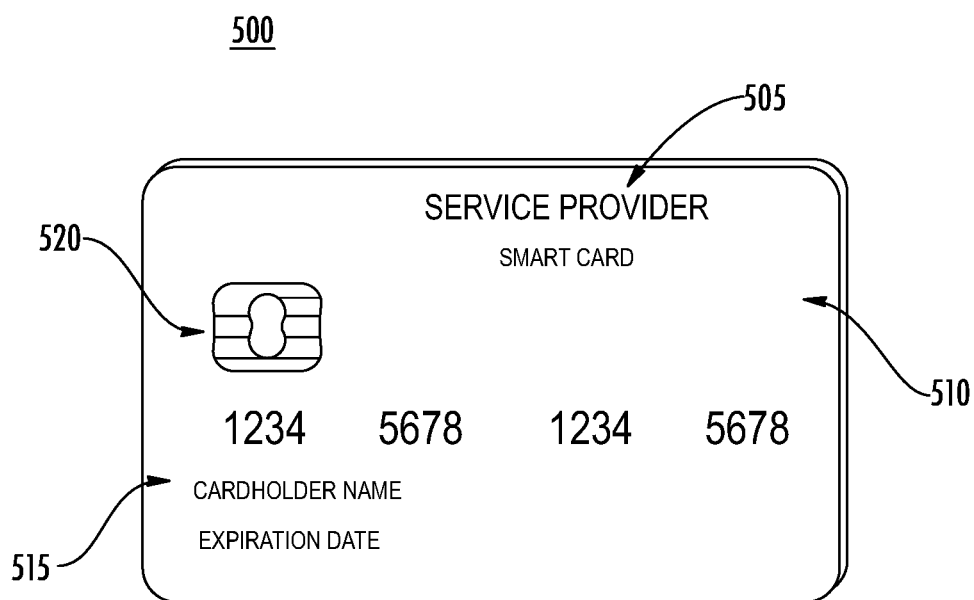 500
505
SERVICE PROVIDER
520
SMART CARD
510
1234 5678 1234 5678
CARDHOLDER NAME
515
EXPIRATION DATE